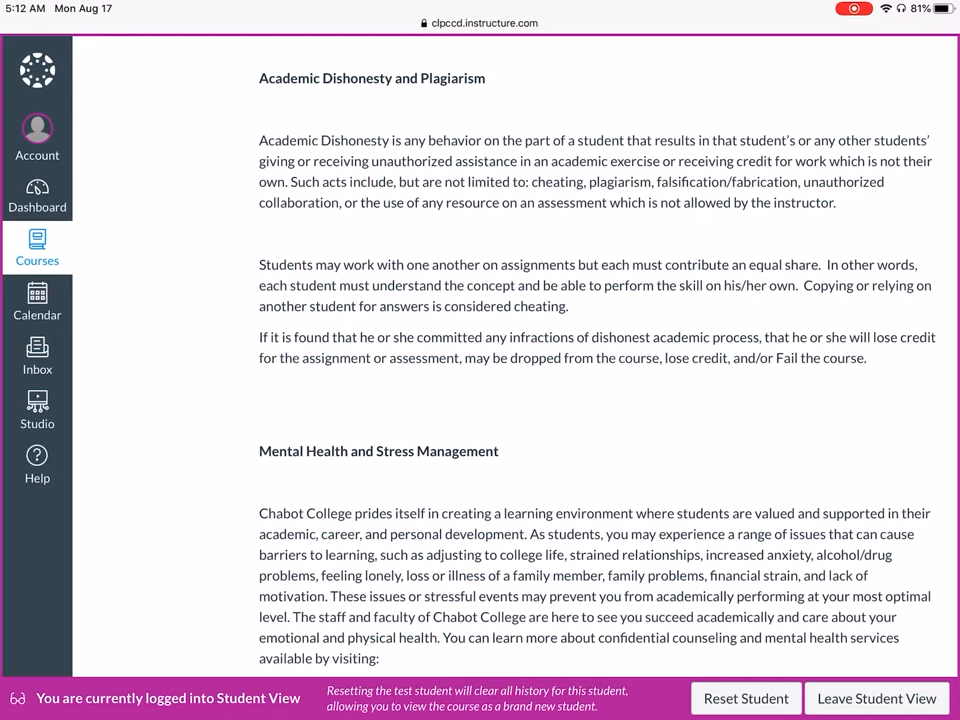 5:12 AM Mon Aug 17
81%
clpccd.instructure.com
Account
Dashboard
Courses
Calendar
Inbox
Studio
Help
Academic Dishonesty and Plagiarism
Academic Dishonesty is any behavior on the part of a student that results in that student’s or any other students’
giving or receiving unauthorized assistance in an academic exercise or receiving credit for work which is not their
own. Such acts include, but are not limited to: cheating, plagiarism, falsification/fabrication, unauthorized
collaboration, or the use of any resource on an assessment which is not allowed by the instructor.
Students may work with one another on assignments but each must contribute an equal share.  In other words,
each student must understand the concept and be able to perform the skill on his/her own.  Copying or relying on
another student for answers is considered cheating.
If it is found that he or she committed any infractions of dishonest academic process, that he or she will lose credit
for the assignment or assessment, may be dropped from the course, lose credit, and/or Fail the course.
Mental Health and Stress Management
Chabot College prides itself in creating a learning environment where students are valued and supported in their
academic, career, and personal development. As students, you may experience a range of issues that can cause
barriers to learning, such as adjusting to college life, strained relationships, increased anxiety, alcohol/drug
problems, feeling lonely, loss or illness of a family member, family problems, financial strain, and lack of
motivation. These issues or stressful events may prevent you from academically performing at your most optimal
level. The staff and faculty of Chabot College are here to see you succeed academically and care about your
emotional and physical health. You can learn more about confidential counseling and mental health services
available by visiting:
You are currently logged into Student View
Resetting the test student will clear all history for this student,
allowing you to view the course as a brand new student.
Reset Student
Leave Student View